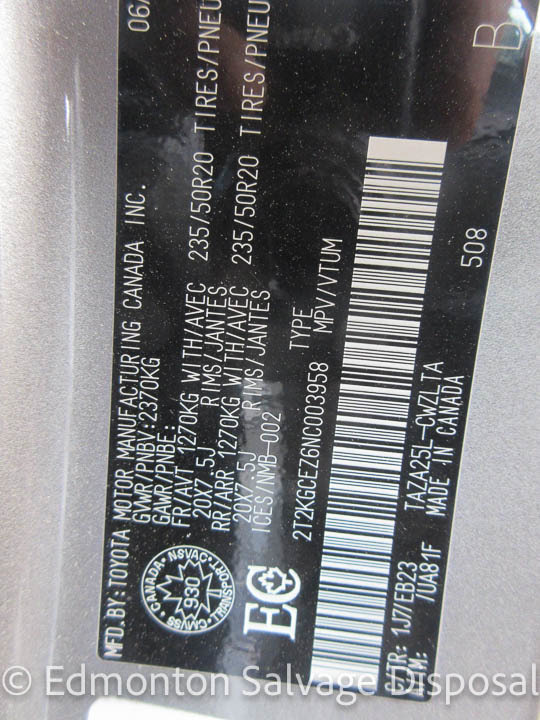 MFD.BY:TOYOTA MOTOR MANUFACTURING CANADA INC. 06/
GVWR/PNBV:2370KG
GAWR/PNBE:
FR/AVT 1270KG WITH/AVEC 235/50R20 TIRES/PNEU
20X7.5J RIMS/JANTES
RR/ARR 1270KG WITH/AVEC 235/50R20 TIRES/PNEU
20X7.5J RIMS/JANTES
ICES/NMB-002
2T2KGCEZ6NC003958 TYPE MPV/VTUM
CANADA NSVAC
930
CMVSS TRANSPORT
EC
C/TR: 1J7/EB23 TAZA25L-CWZLTA 508
7UA81F MADE IN CANADA
B
© Edmonton Salvage Disposal